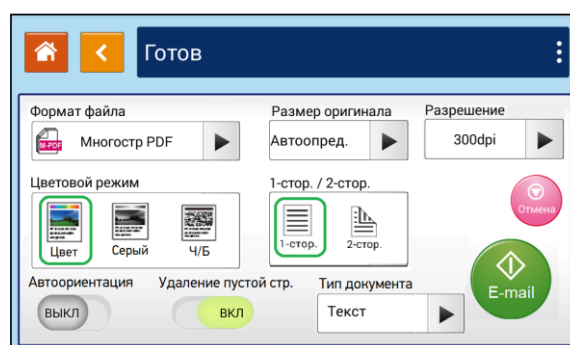 Готов
Формат файла
Размер оригинала
Разрешение
M-PDF
Многостр PDF
Автоопред.
300dpi
Цветовой режим
1-стор. / 2-стор.
Отмена
Цвет
Серый
Ч/Б
1-стор.
2-стор.
Автоориентация
Удаление пустой стр.
Тип документа
E-mail
ВЫКЛ
ВКЛ
Текст